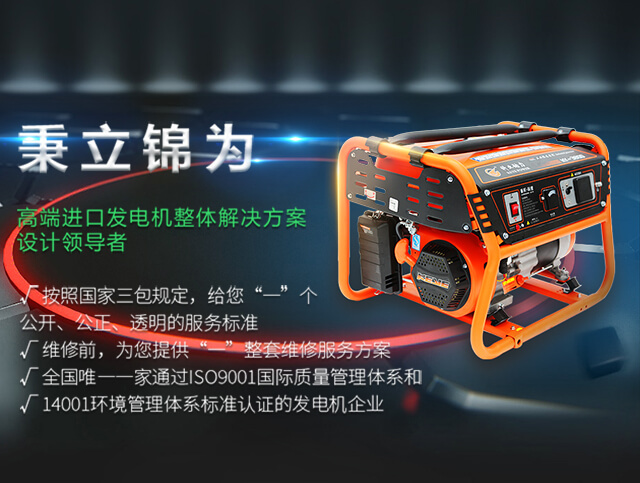 秉立锦为
高端进口发电机整体解决方案
设计领导者
✓ 按照国家三包规定，给您“一”个
公开、公正、透明的服务标准
✓ 维修前，为您提供“一”整套维修服务方案
✓ 全国唯一一家通过ISO9001国际质量管理体系和
✓ 14001环境管理体系标准认证的发电机企业